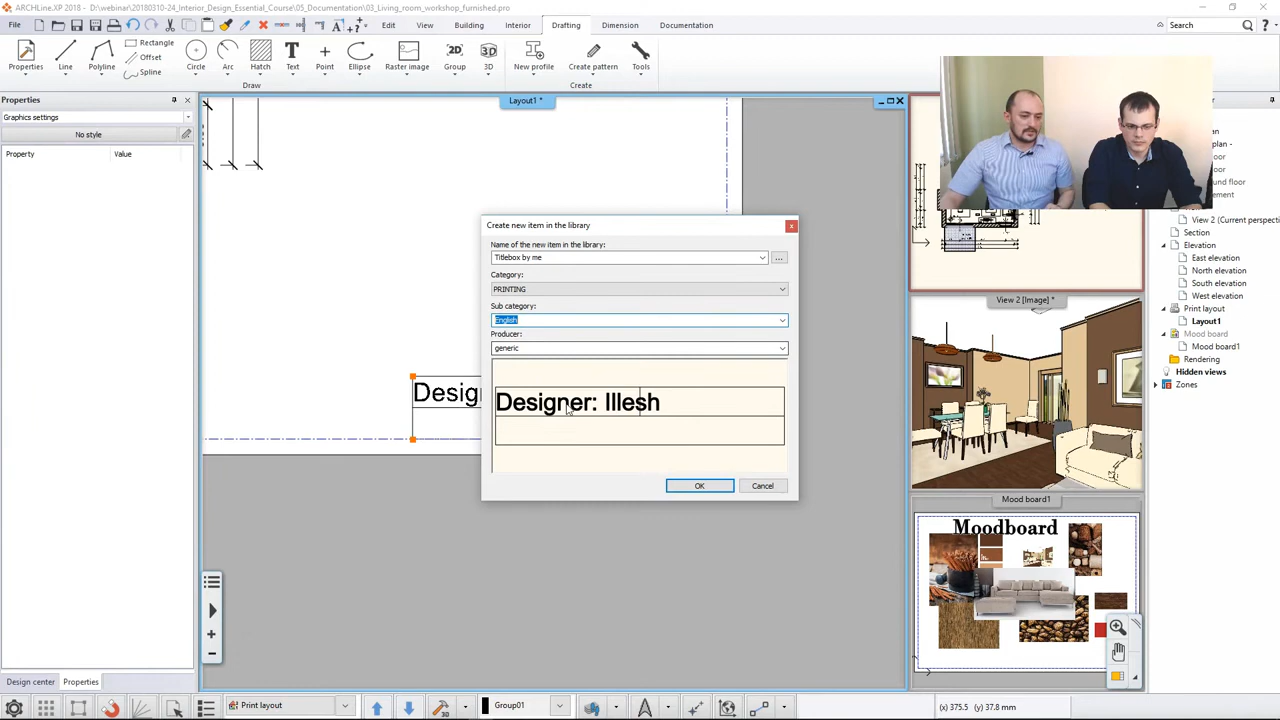 ARCHLine.XP 2018 - D:\webinar\20180310-24_Interior_Design_Essential_Course\05_Documentation\03_Living_room_workshop_furnished.pro
File
Edit
View
Building
Interior
Drafting
Dimension
Documentation
Search
Properties
Line
Polyline
Rectangle
Offset
Spline
Circle
Arc
Hatch
Text
Point
Ellipse
Raster image
2D
Group
3D
3D
New profile
Create pattern
Tools
Draw
Create
Properties
Graphics settings
No style
Property
Value
Layout1 *
Desig
Create new item in the library
Name of the new item in the library:
Titlebox by me
...
Category:
PRINTING
Sub category:
English
Producer:
generic
Designer: Illesh
OK
Cancel
View 2 [Image] *
Mood board1
Moodboard
View 2 (Current perspecti
Section
Elevation
East elevation
North elevation
South elevation
West elevation
Print layout
Layout1
Mood board
Mood board1
Rendering
Hidden views
Zones
Design center
Properties
Print layout
Group01
(x) 375.5 (y) 37.8 mm